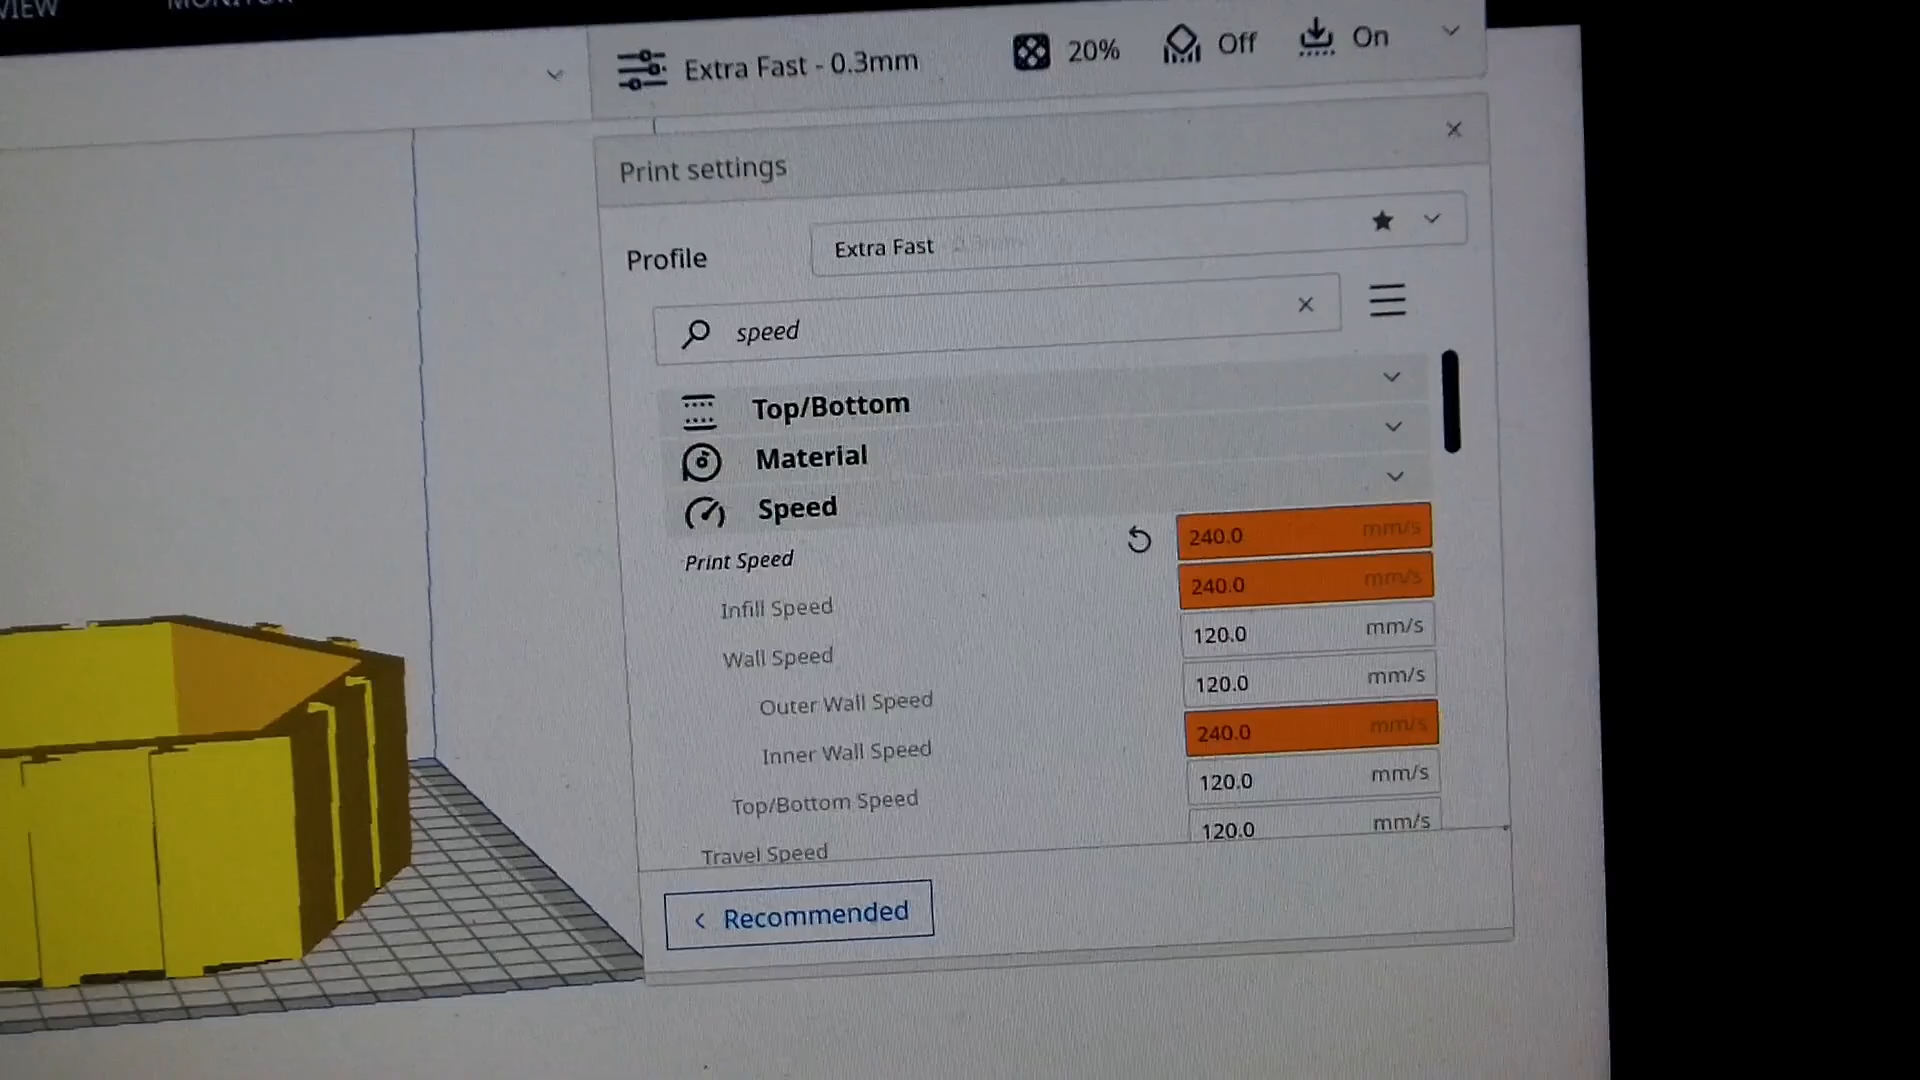 VIEW MONITOR
Extra Fast - 0.3mm 20% Off On
Print settings
Profile Extra Fast
speed
Top/Bottom
Material
Speed
Print Speed 240.0 mm/s
Infill Speed 240.0 mm/s
Wall Speed 120.0 mm/s
Outer Wall Speed 120.0 mm/s
Inner Wall Speed 240.0 mm/s
Top/Bottom Speed 120.0 mm/s
Travel Speed 120.0 mm/s
Recommended